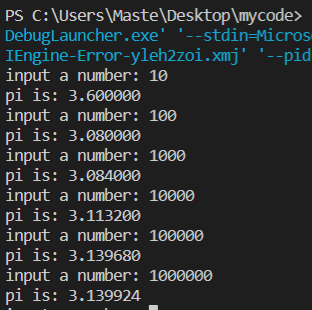 PS C:\Users\Maste\Desktop\mycode>
DebugLauncher.exe' '--stdin=Micros
IEngine-Error-yleh2zoi.xmj' '--pid
input a number: 10
pi is: 3.600000
input a number: 100
pi is: 3.080000
input a number: 1000
pi is: 3.084000
input a number: 10000
pi is: 3.113200
input a number: 100000
pi is: 3.139680
input a number: 1000000
pi is: 3.139924